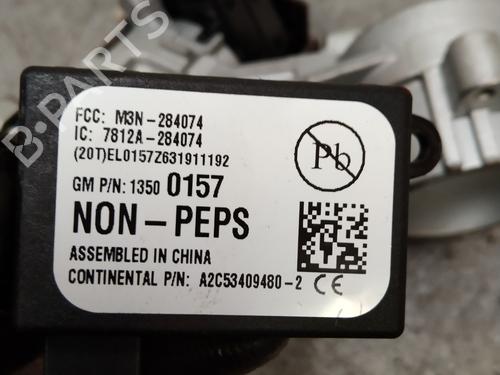 FCC: M3N-284074
IC: 7812A-284074
(20T)EL0157Z631911192
GM P/N: 1350 0157
NON-PEPS
ASSEMBLED IN CHINA
CONTINENTAL P/N: A2C53409480-2 CE
Pb
B-Parts